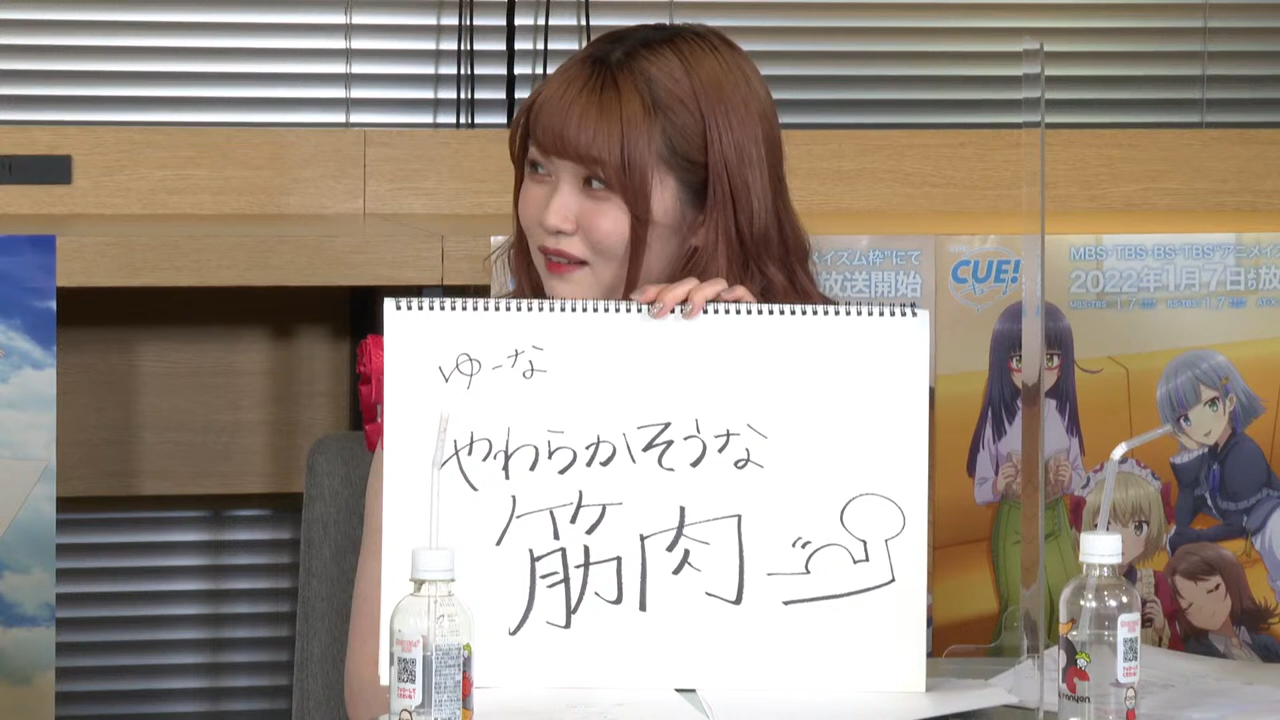 メイズム枠"にて
放送開始
CUE!
MBS・TBS・BS-TBS"アニメイ
2022年1月7日より放
ゆーな
やわらかそうな
筋肉